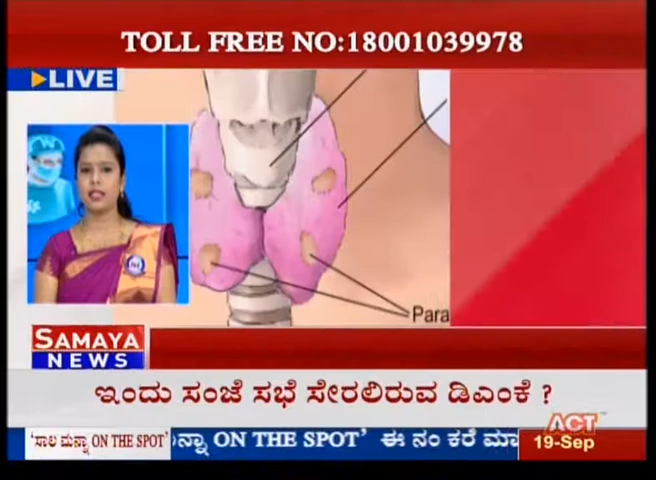 TOLL FREE NO:18001039978
LIVE
Para
SAMAYA
NEWS
ಇಂದು ಸಂಜೆ ಸಭೆ ಸೇರಲಿರುವ ಡಿಎಂಕೆ ?
ACT
'ಸಾಲ ಮನ್ನಾ ON THE SPOT' ನ್ನಾ ON THE SPOT' ಈ ನಂ ಕರೆ ಮಾ
19-Sep